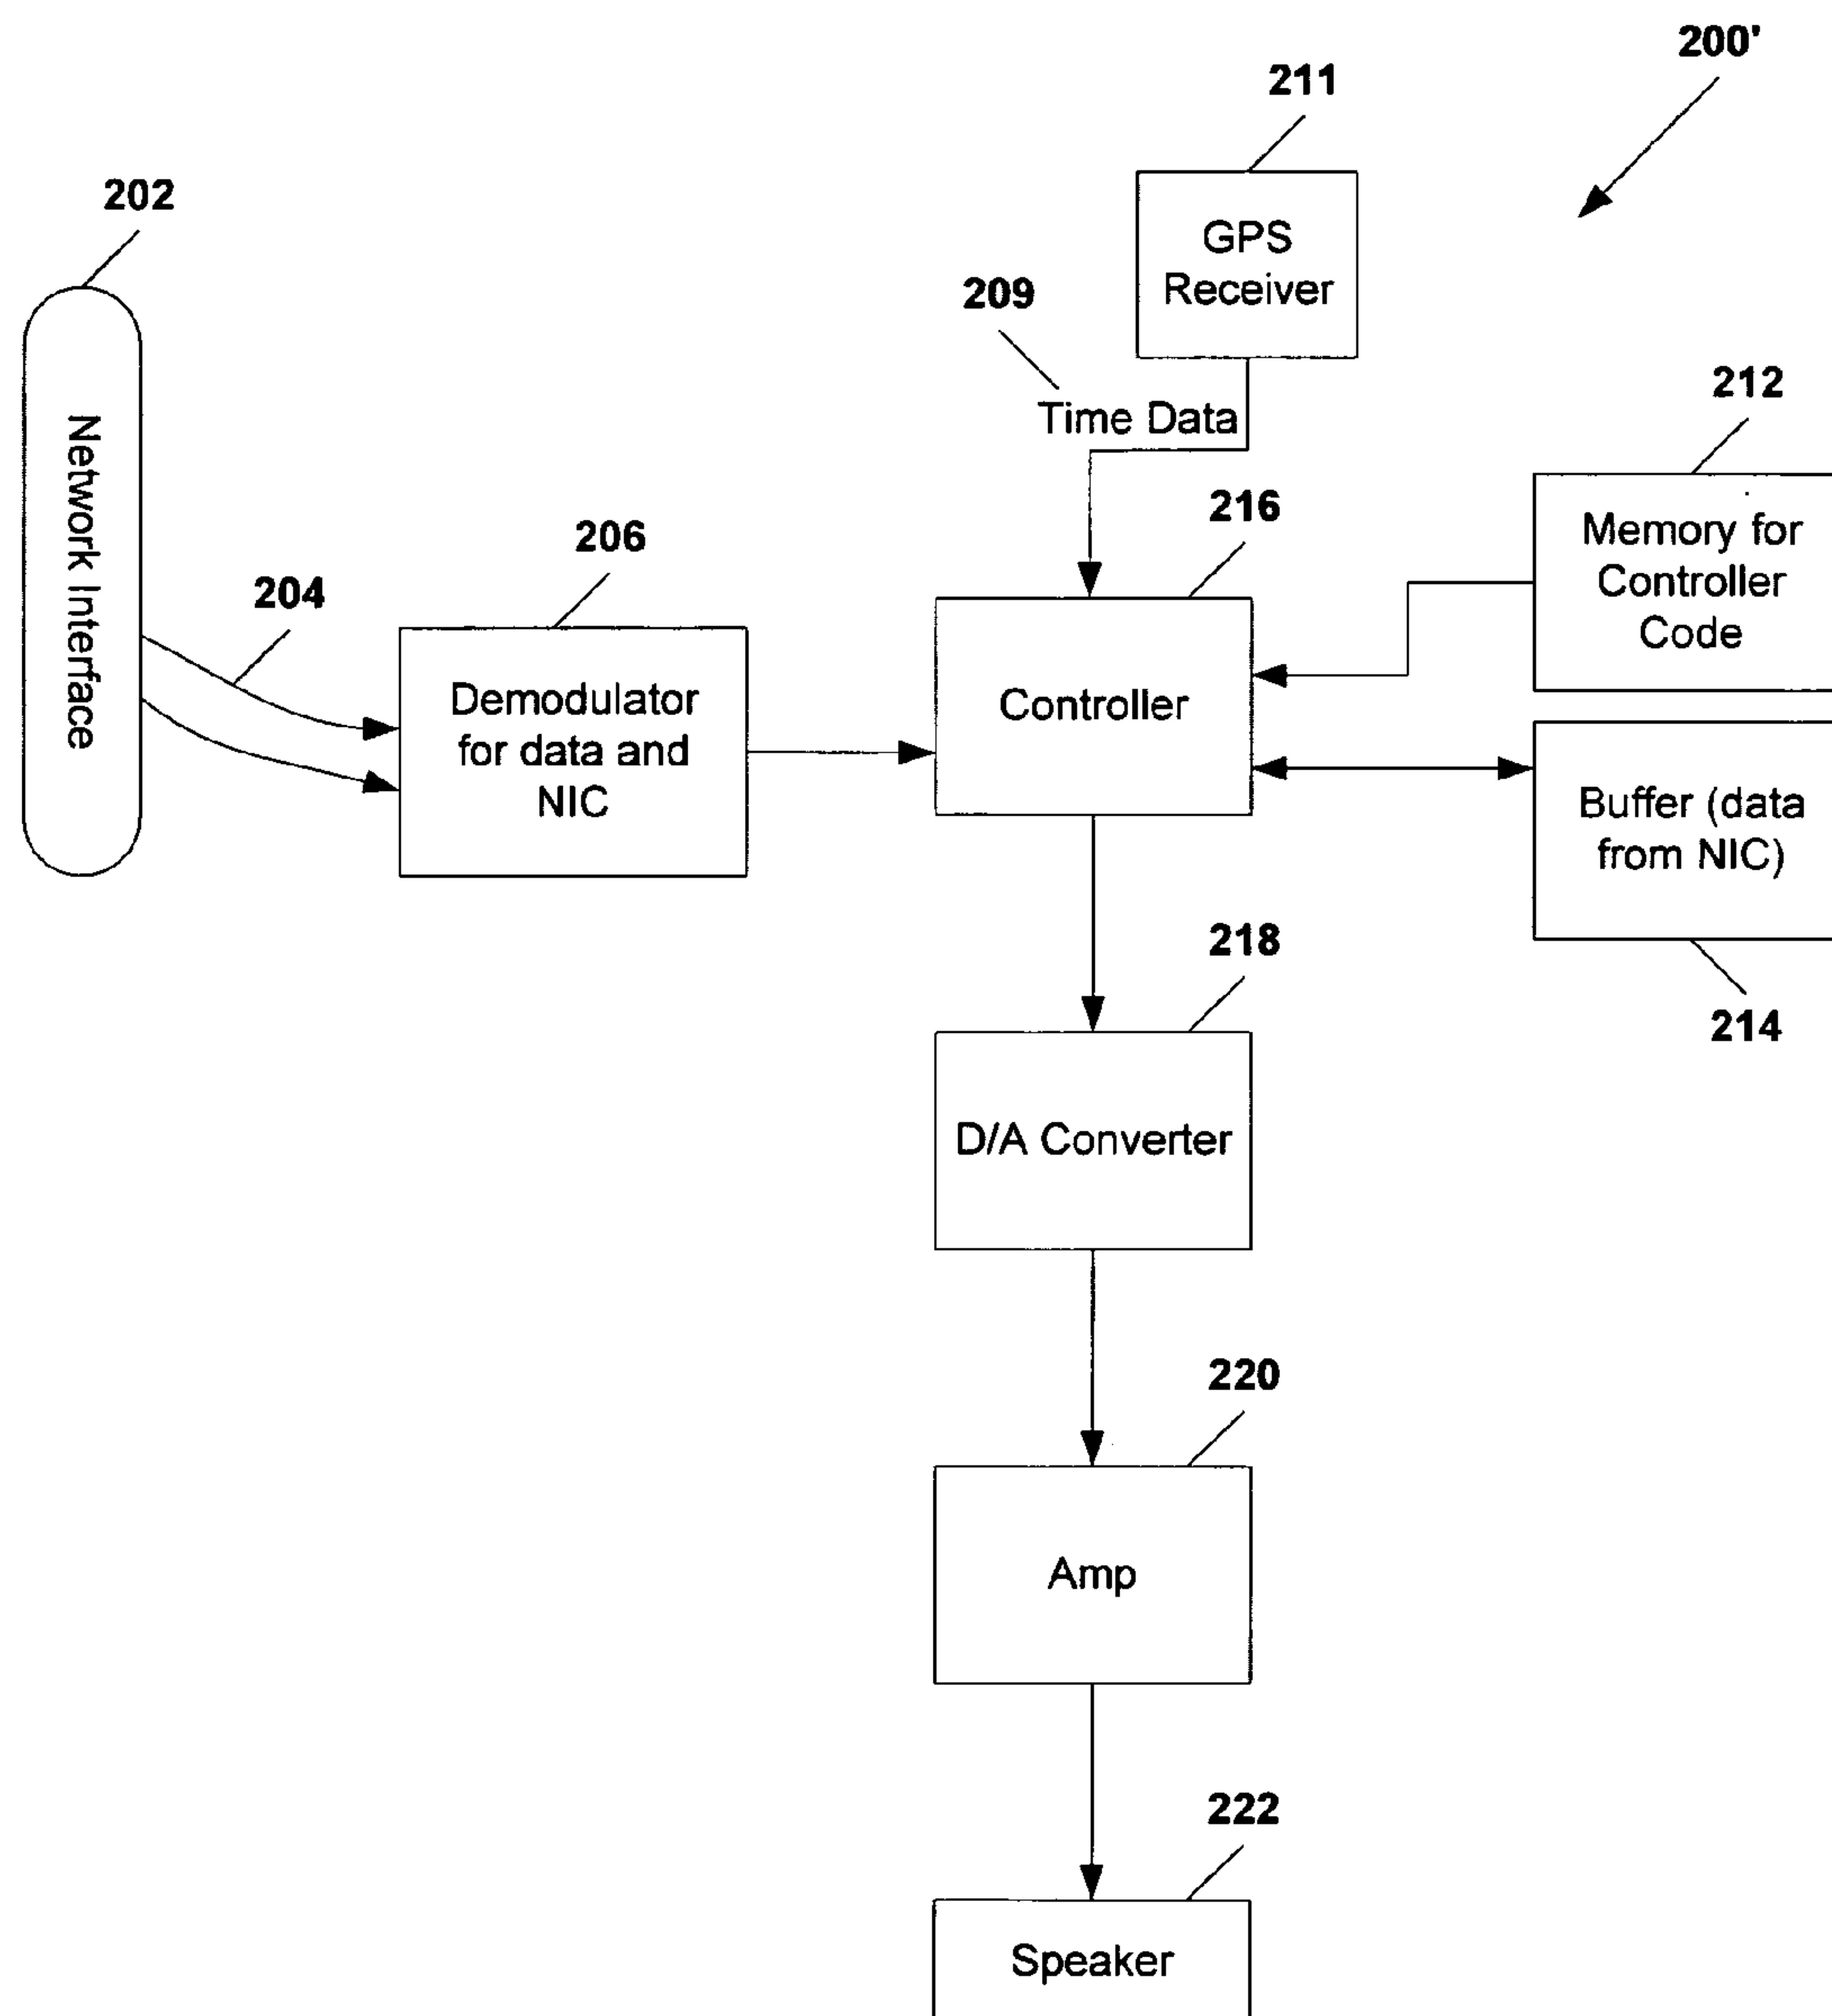 200'
211
GPS
Receiver
202
209
Time Data
212
Memory for
Controller
Code
216
206
204
Network Interface
Demodulator
for data and
NIC
Controller
Buffer (data
from NIC)
214
218
D/A Converter
220
Amp
222
Speaker